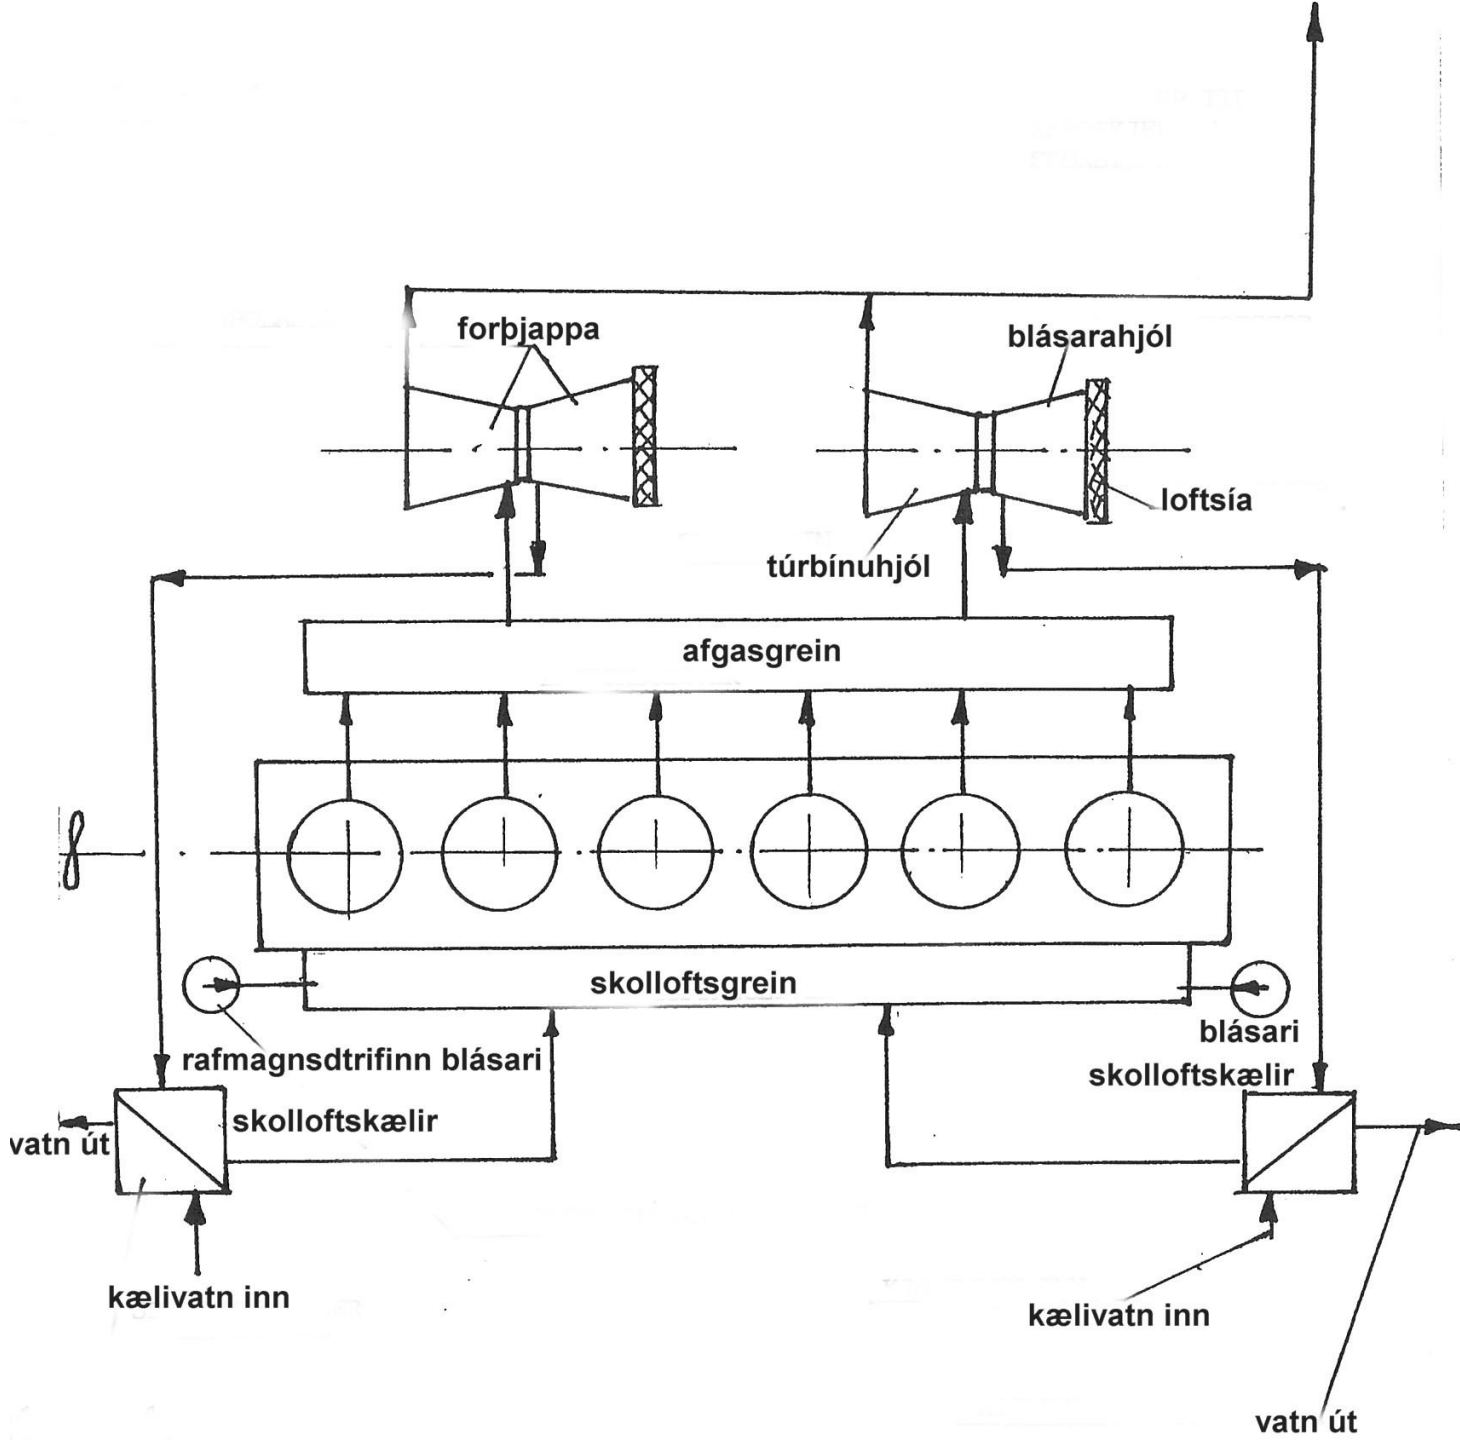 forþjappa
blásarahjól
loftsía
túrbínuhjól
afgasgrein
skolloftsgrein
rafmagnsdtrifinn blásari
blásari
skolloftskælir
skolloftskælir
vatn út
kælivatn inn
kælivatn inn
vatn út